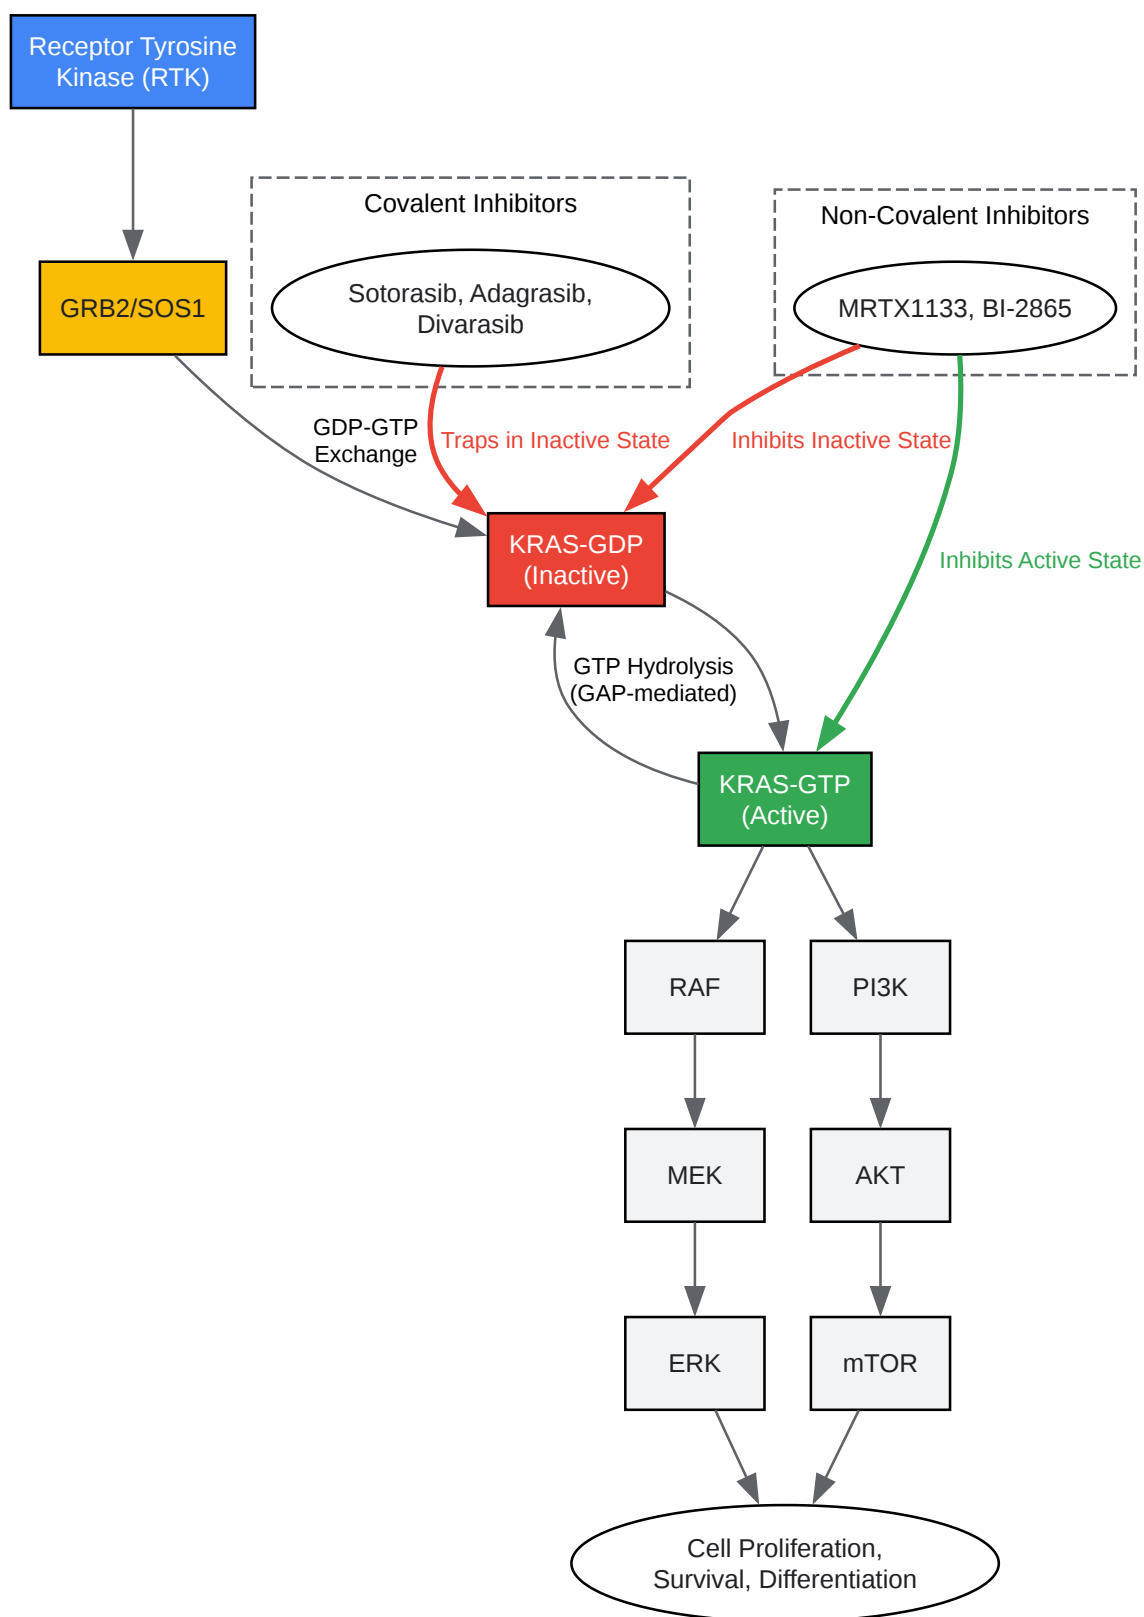 Receptor Tyrosine
Kinase (RTK)
Covalent Inhibitors
Non-Covalent Inhibitors
GRB2/SOS1
Sotorasib, Adagrasib,
Divarasib
MRTX1133, BI-2865
GDP-GTP
Exchange
Traps in Inactive State
Inhibits Inactive State
KRAS-GDP
(Inactive)
Inhibits Active State
GTP Hydrolysis
(GAP-mediated)
KRAS-GTP
(Active)
RAF
PI3K
MEK
AKT
ERK
mTOR
Cell Proliferation,
Survival, Differentiation